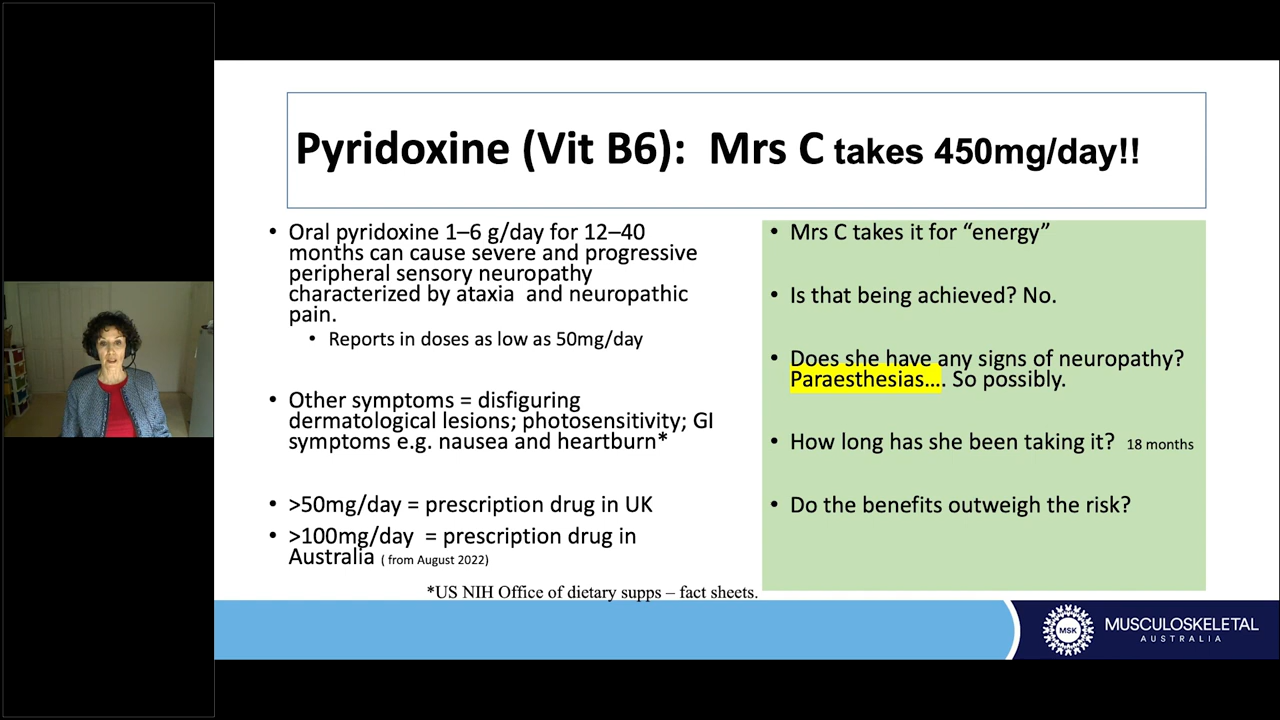 Pyridoxine (Vit B6): Mrs C takes 450mg/day!!
• Oral pyridoxine 1–6 g/day for 12–40
months can cause severe and progressive
peripheral sensory neuropathy
characterized by ataxia and neuropathic
pain.
• Reports in doses as low as 50mg/day
• Other symptoms = disfiguring
dermatological lesions; photosensitivity; GI
symptoms e.g. nausea and heartburn*
• >50mg/day = prescription drug in UK
• >100mg/day = prescription drug in
Australia ( from August 2022)
*US NIH Office of dietary supps – fact sheets.
• Mrs C takes it for “energy”
• Is that being achieved? No.
• Does she have any signs of neuropathy?
Paraesthesias…. So possibly.
• How long has she been taking it? 18 months
• Do the benefits outweigh the risk?
MSK
MUSCULOSKELETAL
AUSTRALIA